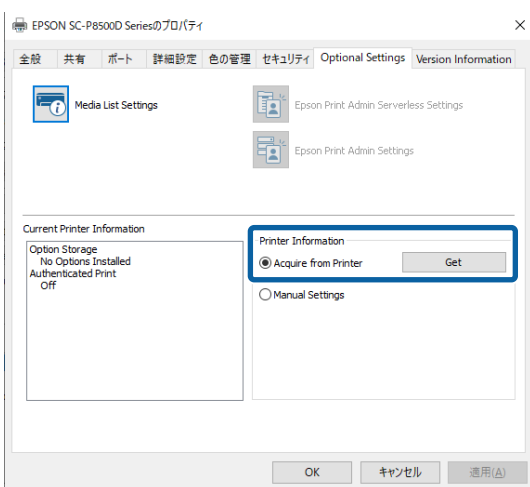 EPSON SC-P8500D Seriesのプロパティ
全般 共有 ポート 詳細設定 色の管理 セキュリティ Optional Settings Version Information
Media List Settings
Epson Print Admin Serverless Settings
Epson Print Admin Settings
Current Printer Information
Option Storage
No Options Installed
Authenticated Print
Off
Printer Information
Acquire from Printer Get
Manual Settings
OK キャンセル 適用(A)